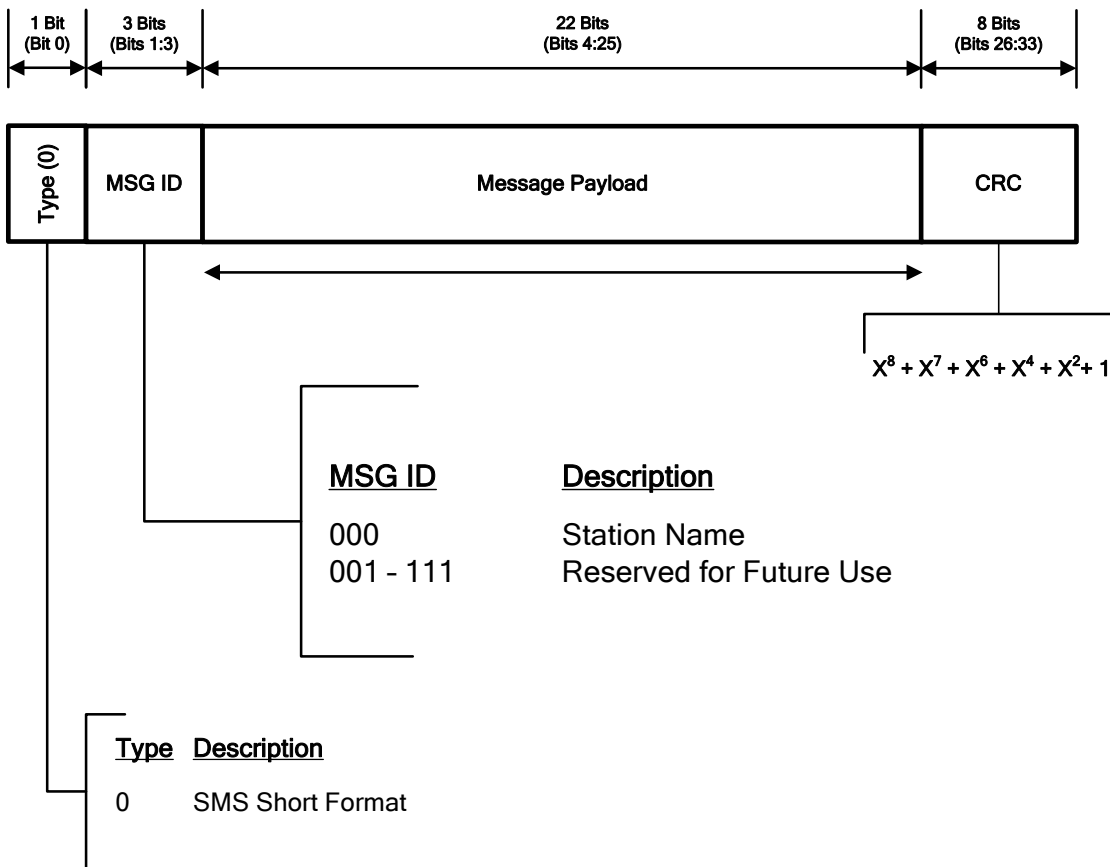 1 Bit
(Bit 0)
3 Bits
(Bits 1:3)
22 Bits
(Bits 4:25)
8 Bits
(Bits 26:33)
Type (0)
MSG ID
Message Payload
CRC
X⁸ + X⁷ + X⁶ + X⁴ + X²+ 1
MSG ID Description
000 Station Name
001 – 111 Reserved for Future Use
Type Description
0 SMS Short Format